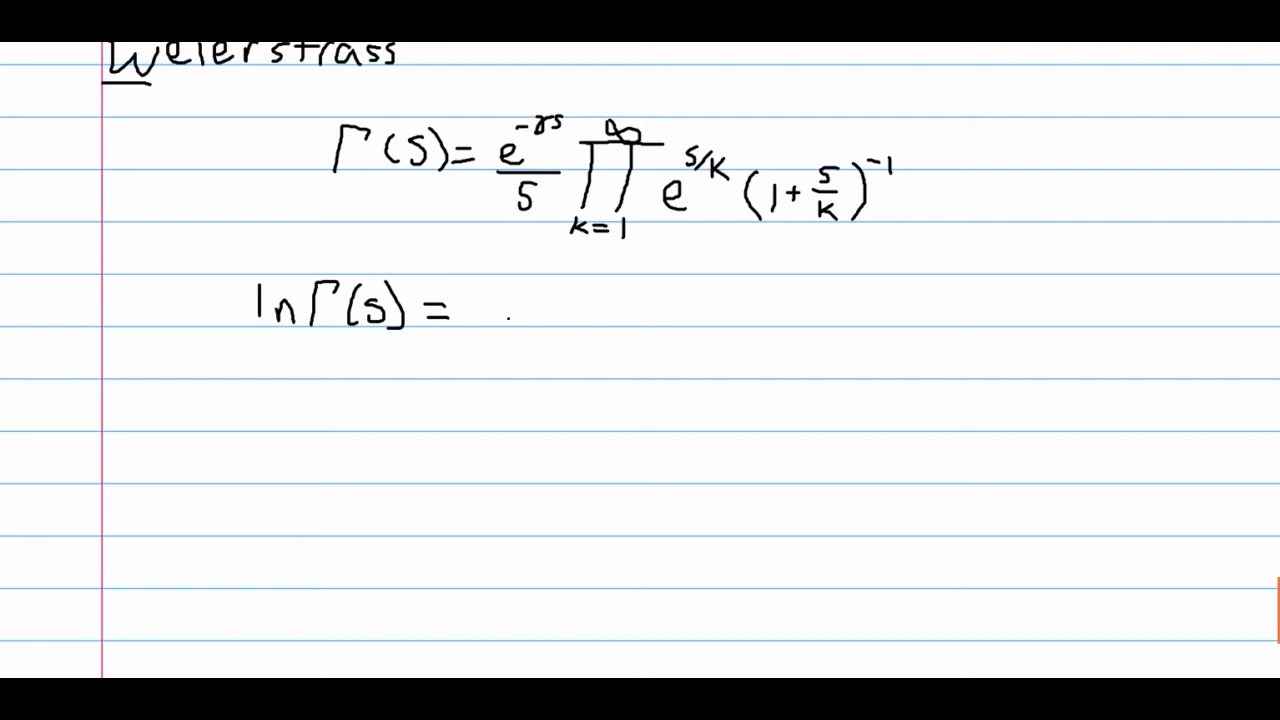 Weierstrass
Γ(s) = e^{-γs}/s ∏_{k=1}^{∞} e^{s/k} (1 + s/k)^{-1}
ln Γ(s) =